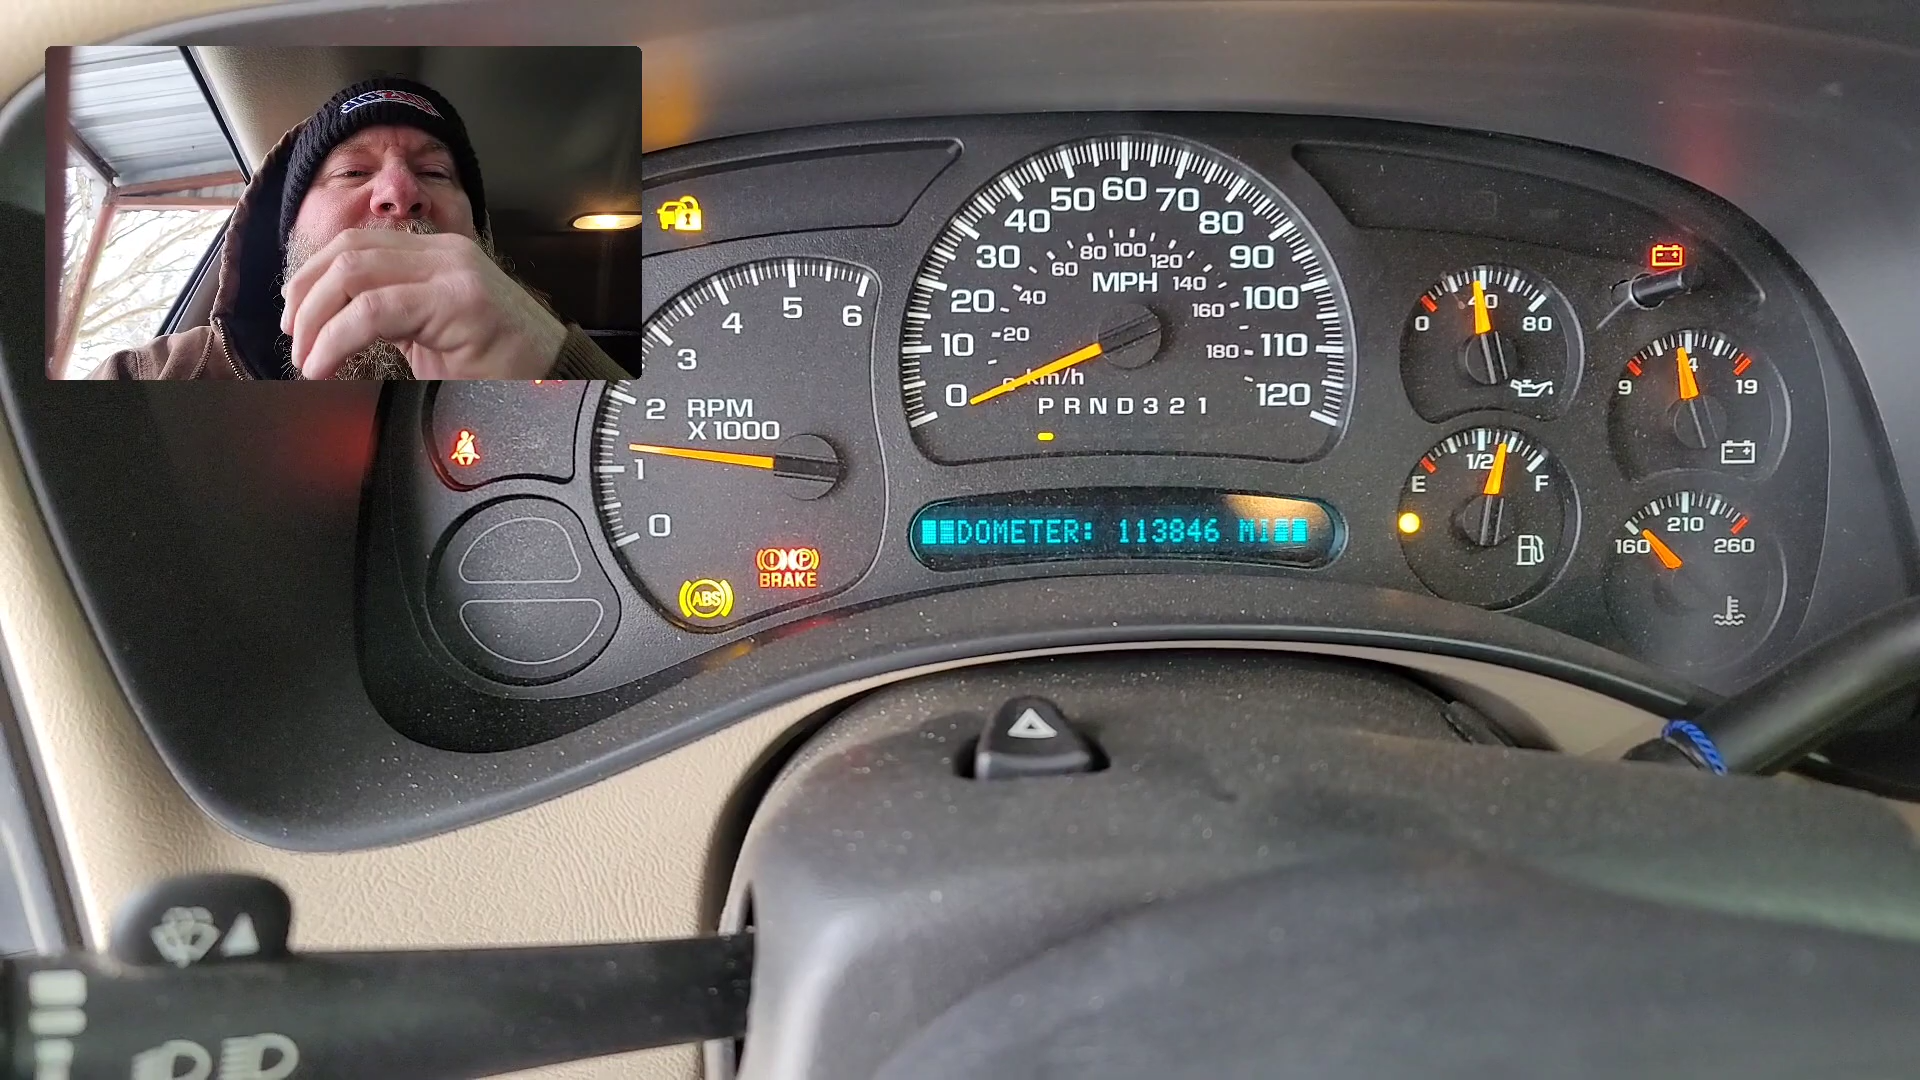 50 60 70
40 80
30 90
20 100
10 110
0 120
80 100 120
60 140
40 160
20 180
MPH
km/h
P R N D 3 2 1
4 5 6
3
2
1
0
RPM
X 1000
ABS
BRAKE
DOMETER: 113846 MI
0 40 80
9 19
E 1/2 F
160 210 260